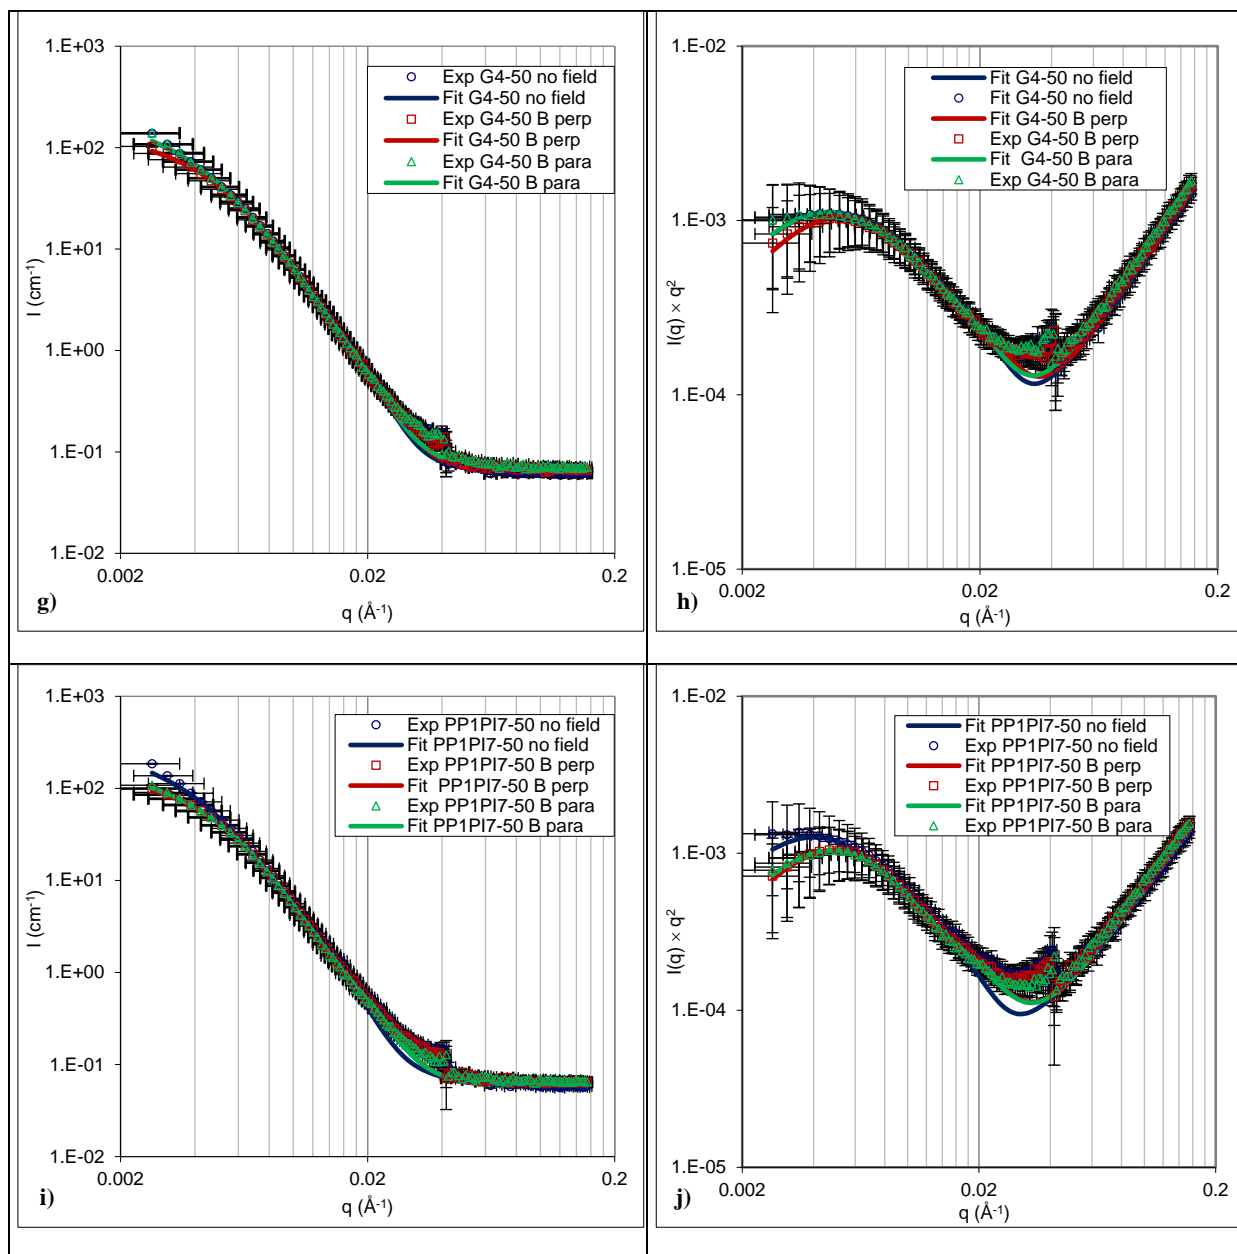 1.E+03
1.E+02
1.E+01
1.E+00
1.E-01
1.E-02
I (cm-1)
0.002
0.02
0.2
q (Å-1)
Exp G4-50 no field
Fit G4-50 no field
Exp G4-50 B perp
Fit G4-50 B perp
Exp G4-50 B para
Fit G4-50 B para
g)
1.E-02
1.E-03
1.E-04
1.E-05
I(q) × q2
0.002
0.02
0.2
q (Å-1)
Fit G4-50 no field
Fit G4-50 no field
Fit G4-50 B perp
Exp G4-50 B perp
Fit G4-50 B para
Exp G4-50 B para
h)
1.E+03
1.E+02
1.E+01
1.E+00
1.E-01
1.E-02
I (cm-1)
0.002
0.02
0.2
q (Å-1)
Exp PP1PI7-50 no field
Fit PP1PI7-50 no field
Exp PP1PI7-50 B perp
Fit PP1PI7-50 B perp
Exp PP1PI7-50 B para
Fit PP1PI7-50 B para
i)
1.E-02
1.E-03
1.E-04
1.E-05
I(q) × q2
0.002
0.02
0.2
q (Å-1)
Fit PP1PI7-50 no field
Exp PP1PI7-50 no field
Fit PP1PI7-50 B perp
Exp PP1PI7-50 B perp
Fit PP1PI7-50 B para
Exp PP1PI7-50 B para
j)